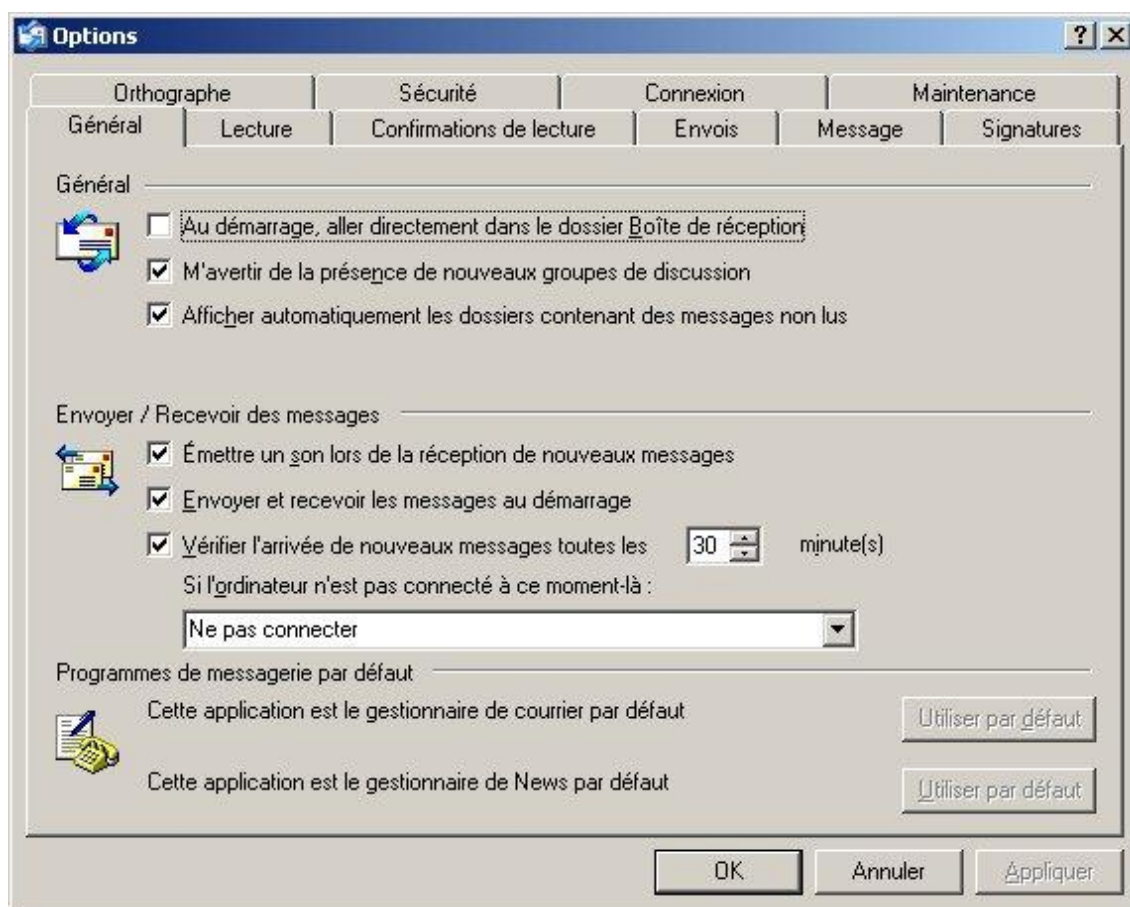 Options
Orthographe Sécurité Connexion Maintenance
Général Lecture Confirmations de lecture Envois Message Signatures
Général
Au démarrage, aller directement dans le dossier Boîte de réception
M'avertir de la présence de nouveaux groupes de discussion
Afficher automatiquement les dossiers contenant des messages non lus
Envoyer / Recevoir des messages
Émettre un son lors de la réception de nouveaux messages
Envoyer et recevoir les messages au démarrage
Vérifier l'arrivée de nouveaux messages toutes les 30 minute(s)
Si l'ordinateur n'est pas connecté à ce moment-là :
Ne pas connecter
Programmes de messagerie par défaut
Cette application est le gestionnaire de courrier par défaut Utiliser par défaut
Cette application est le gestionnaire de News par défaut Utiliser par défaut
OK Annuler Appliquer